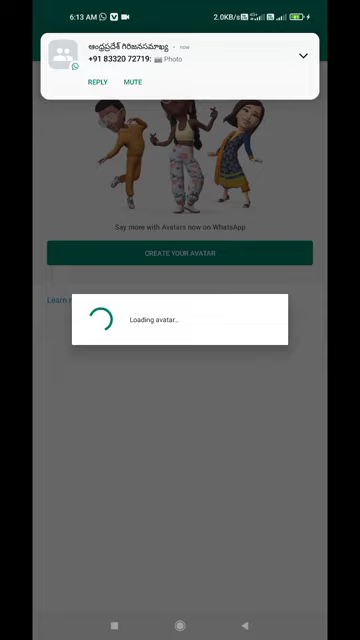 6:13 AM
2.0KB/s
ఆంధ్రప్రదేశ్ గిరిజనసమాఖ్య • now
+91 83320 72719: 📷 Photo
REPLY MUTE
Say more with Avatars now on WhatsApp
CREATE YOUR AVATAR
Learn
Loading avatar...